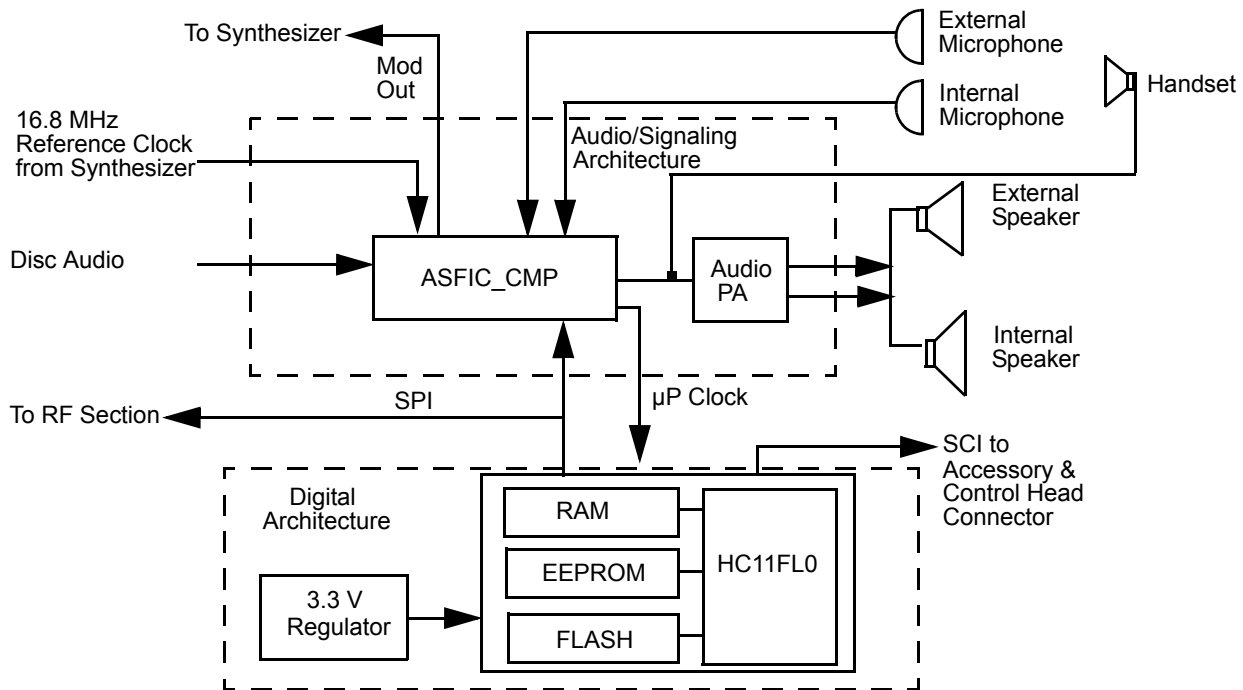 To Synthesizer
Mod
Out
External
Microphone
Internal
Microphone
Handset
16.8 MHz
Reference Clock
from Synthesizer
Audio/Signaling
Architecture
External
Speaker
Disc Audio
ASFIC_CMP
Audio
PA
Internal
Speaker
To RF Section
SPI
µP Clock
SCI to
Accessory &
Control Head
Connector
Digital
Architecture
RAM
EEPROM
FLASH
HC11FL0
3.3 V
Regulator